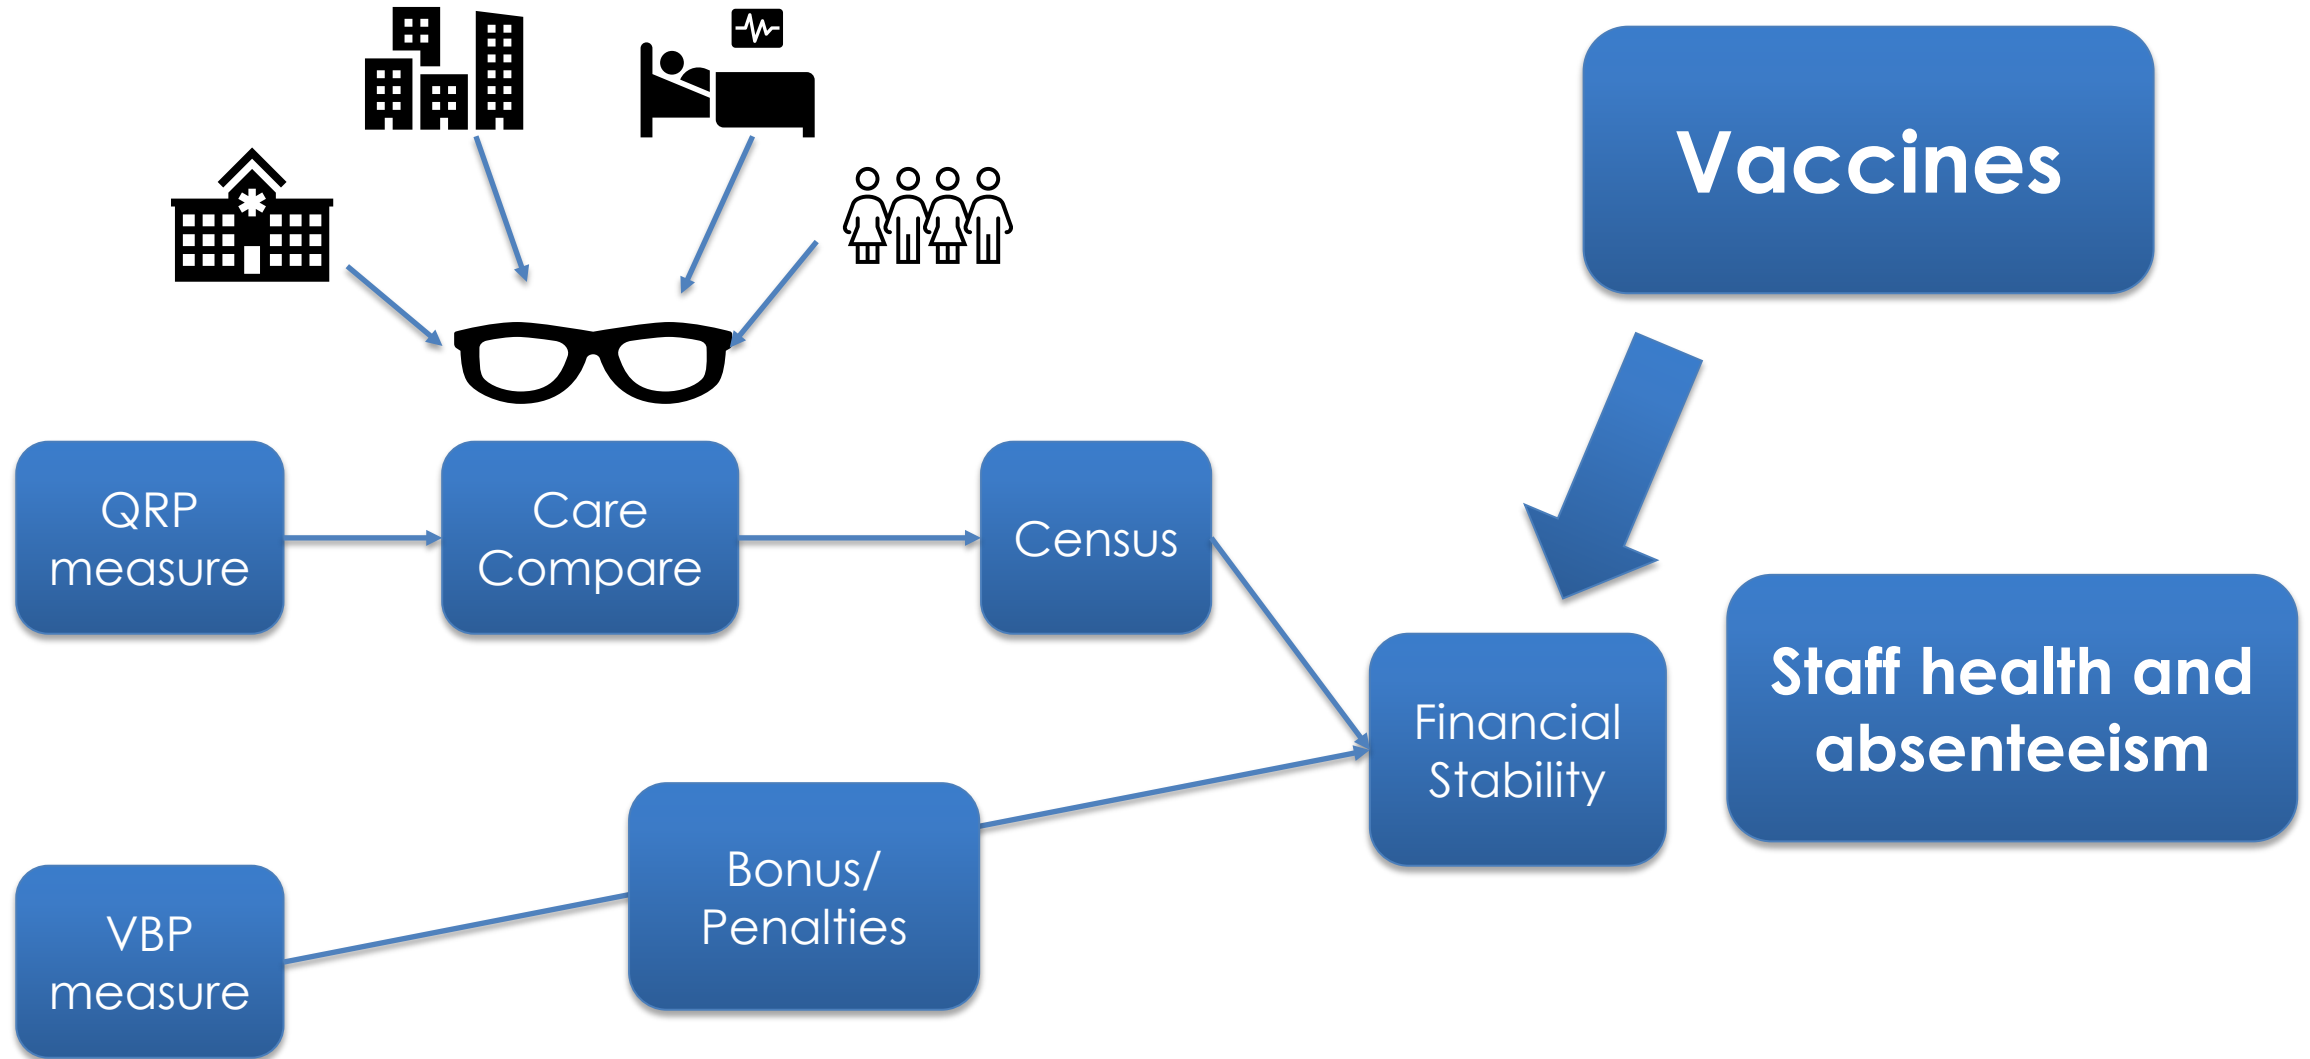 Vaccines
QRP
measure
Care
Compare
Census
Financial
Stability
Staff health and
absenteeism
Bonus/
Penalties
VBP
measure